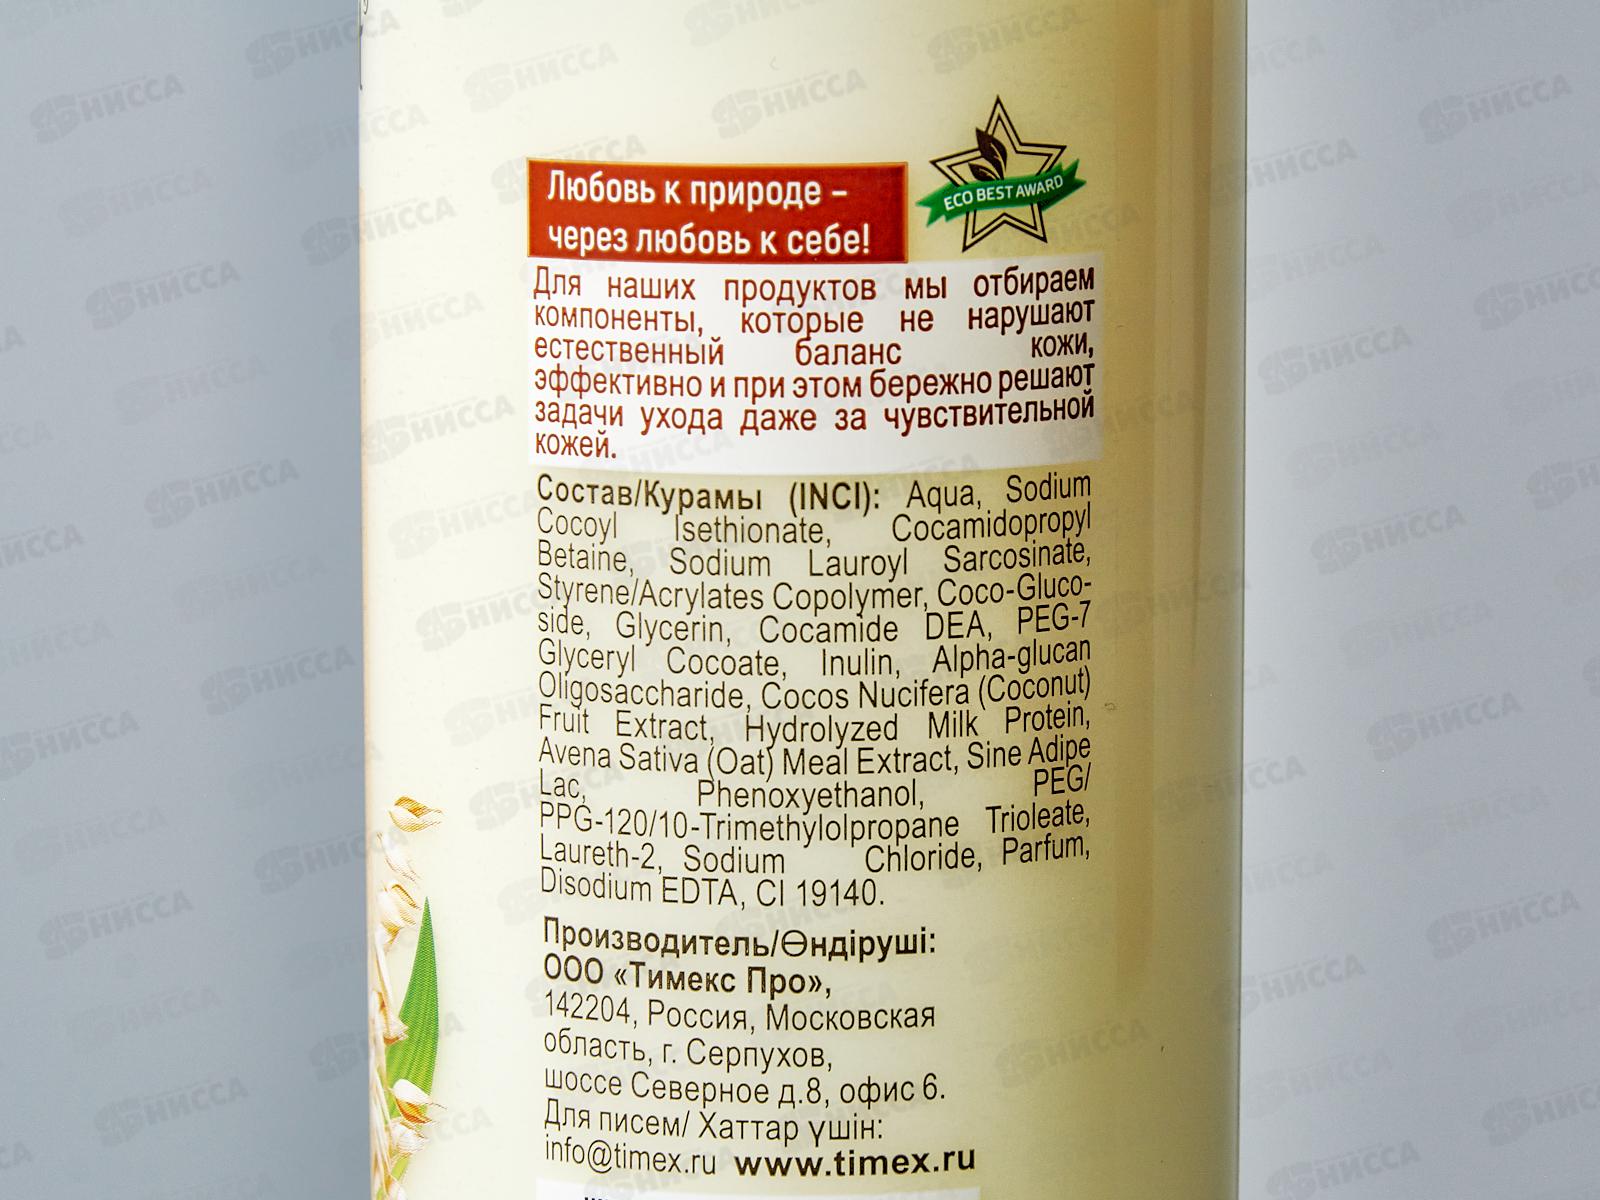 Любовь к природе –
через любовь к себе!
ECO BEST AWARD
Для наших продуктов мы отбираем
компоненты, которые не нарушают
естественный баланс кожи,
эффективно и при этом бережно решают
задачи ухода даже за чувствительной
кожей.
Состав/Курамы (INCI): Aqua, Sodium
Cocoyl Isethionate, Cocamidopropyl
Betaine, Sodium Lauroyl Sarcosinate,
Styrene/Acrylates Copolymer, Coco-Gluco-
side, Glycerin, Cocamide DEA, PEG-7
Glyceryl Cocoate, Inulin, Alpha-glucan
Oligosaccharide, Cocos Nucifera (Coconut)
Fruit Extract, Hydrolyzed Milk Protein,
Avena Sativa (Oat) Meal Extract, Sine Adipe
Lac, Phenoxyethanol, PEG/
PPG-120/10-Trimethylolpropane Trioleate,
Laureth-2, Sodium Chloride, Parfum,
Disodium EDTA, CI 19140.
Производитель/Өндіруші:
ООО «Тимекс Про»,
142204, Россия, Московская
область, г. Серпухов,
шоссе Северное д.8, офис 6.
Для писем/ Хаттар үшін:
info@timex.ru www.timex.ru